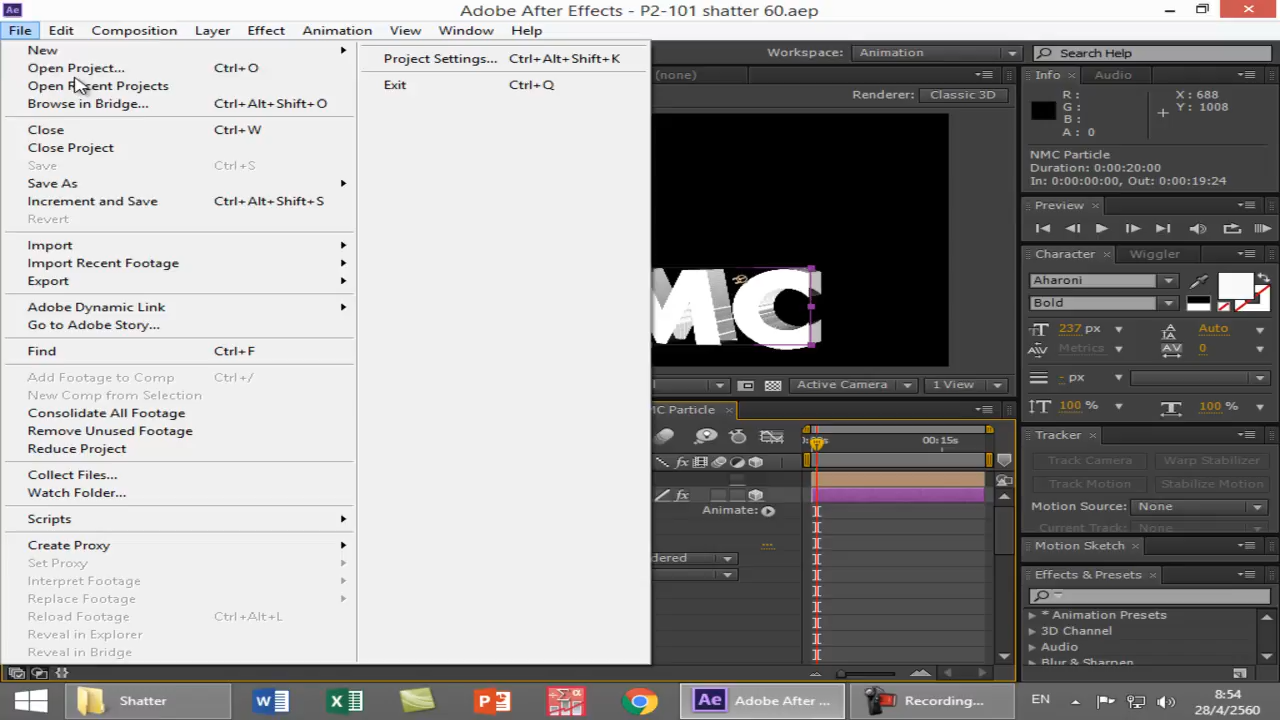 Ae
Adobe After Effects - P2-101 shatter 60.aep
File Edit Composition Layer Effect Animation View Window Help
New
Open Project... Ctrl+O
Open Recent Projects
Browse in Bridge... Ctrl+Alt+Shift+O
Close Ctrl+W
Close Project
Save Ctrl+S
Save As
Increment and Save Ctrl+Alt+Shift+S
Revert
Import
Import Recent Footage
Export
Adobe Dynamic Link
Go to Adobe Story...
Find Ctrl+F
Add Footage to Comp Ctrl+/
New Comp from Selection
Consolidate All Footage
Remove Unused Footage
Reduce Project
Collect Files...
Watch Folder...
Scripts
Create Proxy
Set Proxy
Interpret Footage
Replace Footage
Reload Footage Ctrl+Alt+L
Reveal in Explorer
Reveal in Bridge
Project Settings... Ctrl+Alt+Shift+K
Exit Ctrl+Q
Workspace: Animation
Search Help
(none)
Renderer: Classic 3D
MC
Active Camera 1 View
MC Particle
00:15s
Animate:
dered
Info Audio
R: X: 688
G: Y: 1008
B:
A: 0
NMC Particle
Duration: 0:00:20:00
In: 0:00:00:00, Out: 0:00:19:24
Preview
Character Wiggler
Aharoni
Bold
237 px Auto
Metrics 0
- px
100 % 100 %
Tracker
Track Camera Warp Stabilizer
Track Motion Stabilize Motion
Motion Source: None
Current Track: None
Motion Sketch
Effects & Presets
* Animation Presets
3D Channel
Audio
Blur & Sharpen
Shatter
Adobe After ...
Recording...
EN
8:54
28/4/2560